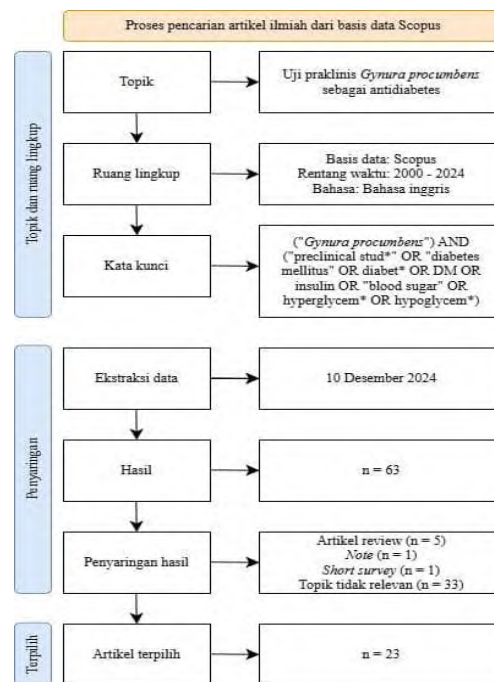 Proses pencarian artikel ilmiah dari basis data Scopus
Topik dan ruang lingkup
Topik
Uji praklinis Gynura procumbens
sebagai antidiabetes
Ruang lingkup
Basis data: Scopus
Rentang waktu: 2000 - 2024
Bahasa: Bahasa inggris
Kata kunci
("Gynura procumbens") AND
("preclinical stud*" OR "diabetes
mellitus" OR diabet* OR DM OR
insulin OR "blood sugar" OR
hyperglycem* OR hypoglycem*)
Penyaringan
Ekstraksi data
10 Desember 2024
Hasil
n = 63
Penyaringan hasil
Artikel review (n = 5)
Note (n = 1)
Short survey (n = 1)
Topik tidak relevan (n = 33)
Terpilih
Artikel terpilih
n = 23